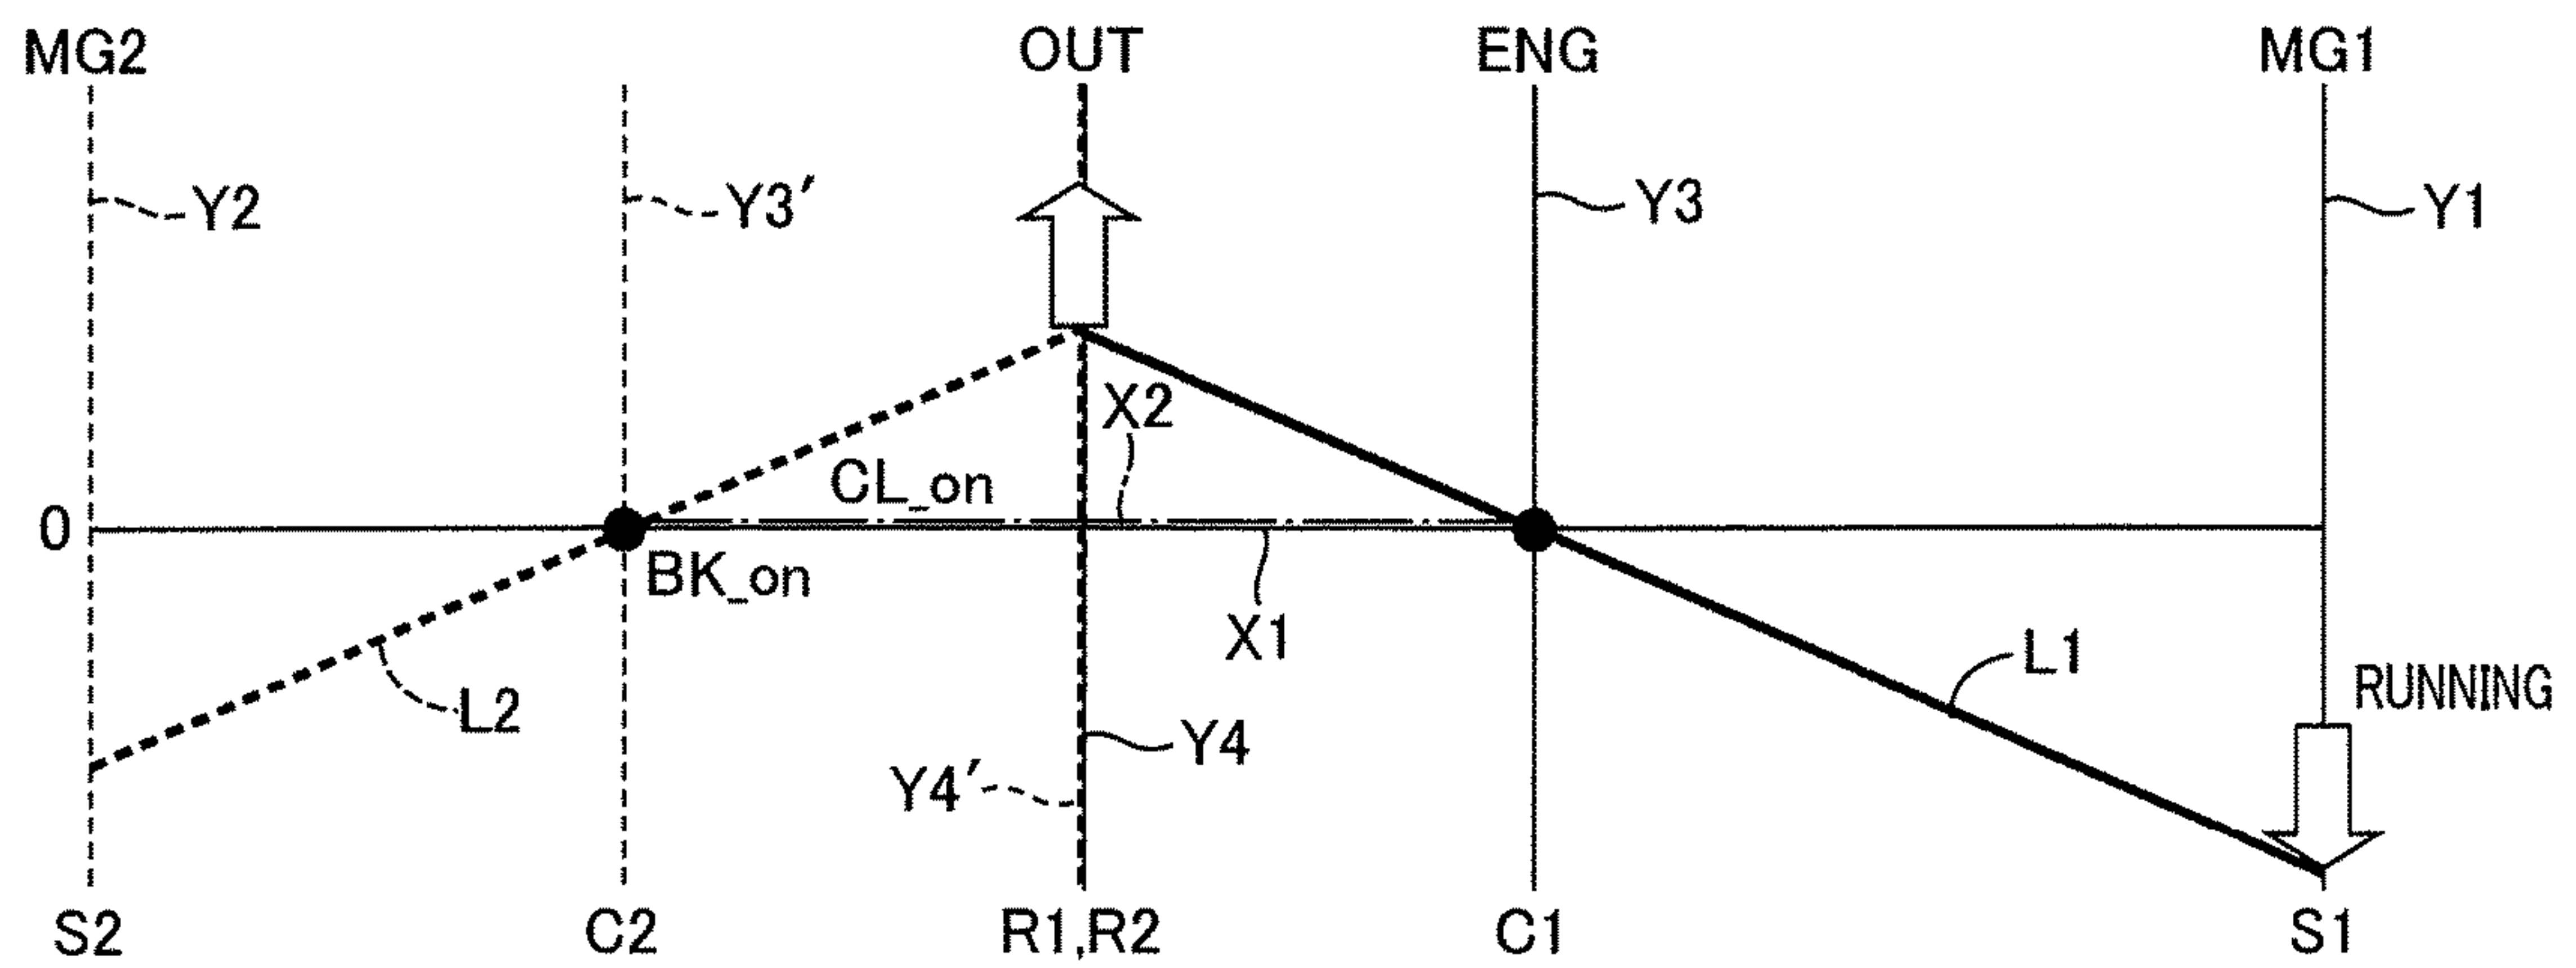 MG2 OUT ENG MG1
Y2 Y3′ Y3 Y1
X2
CL_on
0
BK_on
X1
L1
RUNNING
L2
Y4
Y4′
S2 C2 R1,R2 C1 S1